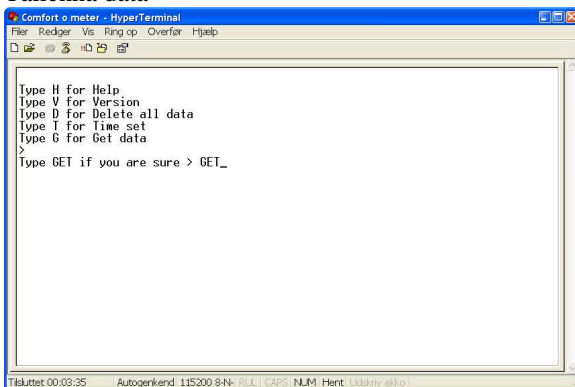 Comfort o meter - HyperTerminal
Filer Rediger Vis Ring op Overfør Hjælp
Type H for Help
Type V for Version
Type D for Delete all data
Type T for Time set
Type G for Get data
>
Type GET if you are sure > GET_
Tilsluttet 00:03:35 Autogenkend 115200 8-N- RUL CAPS NUM Hent Udskriv ekko